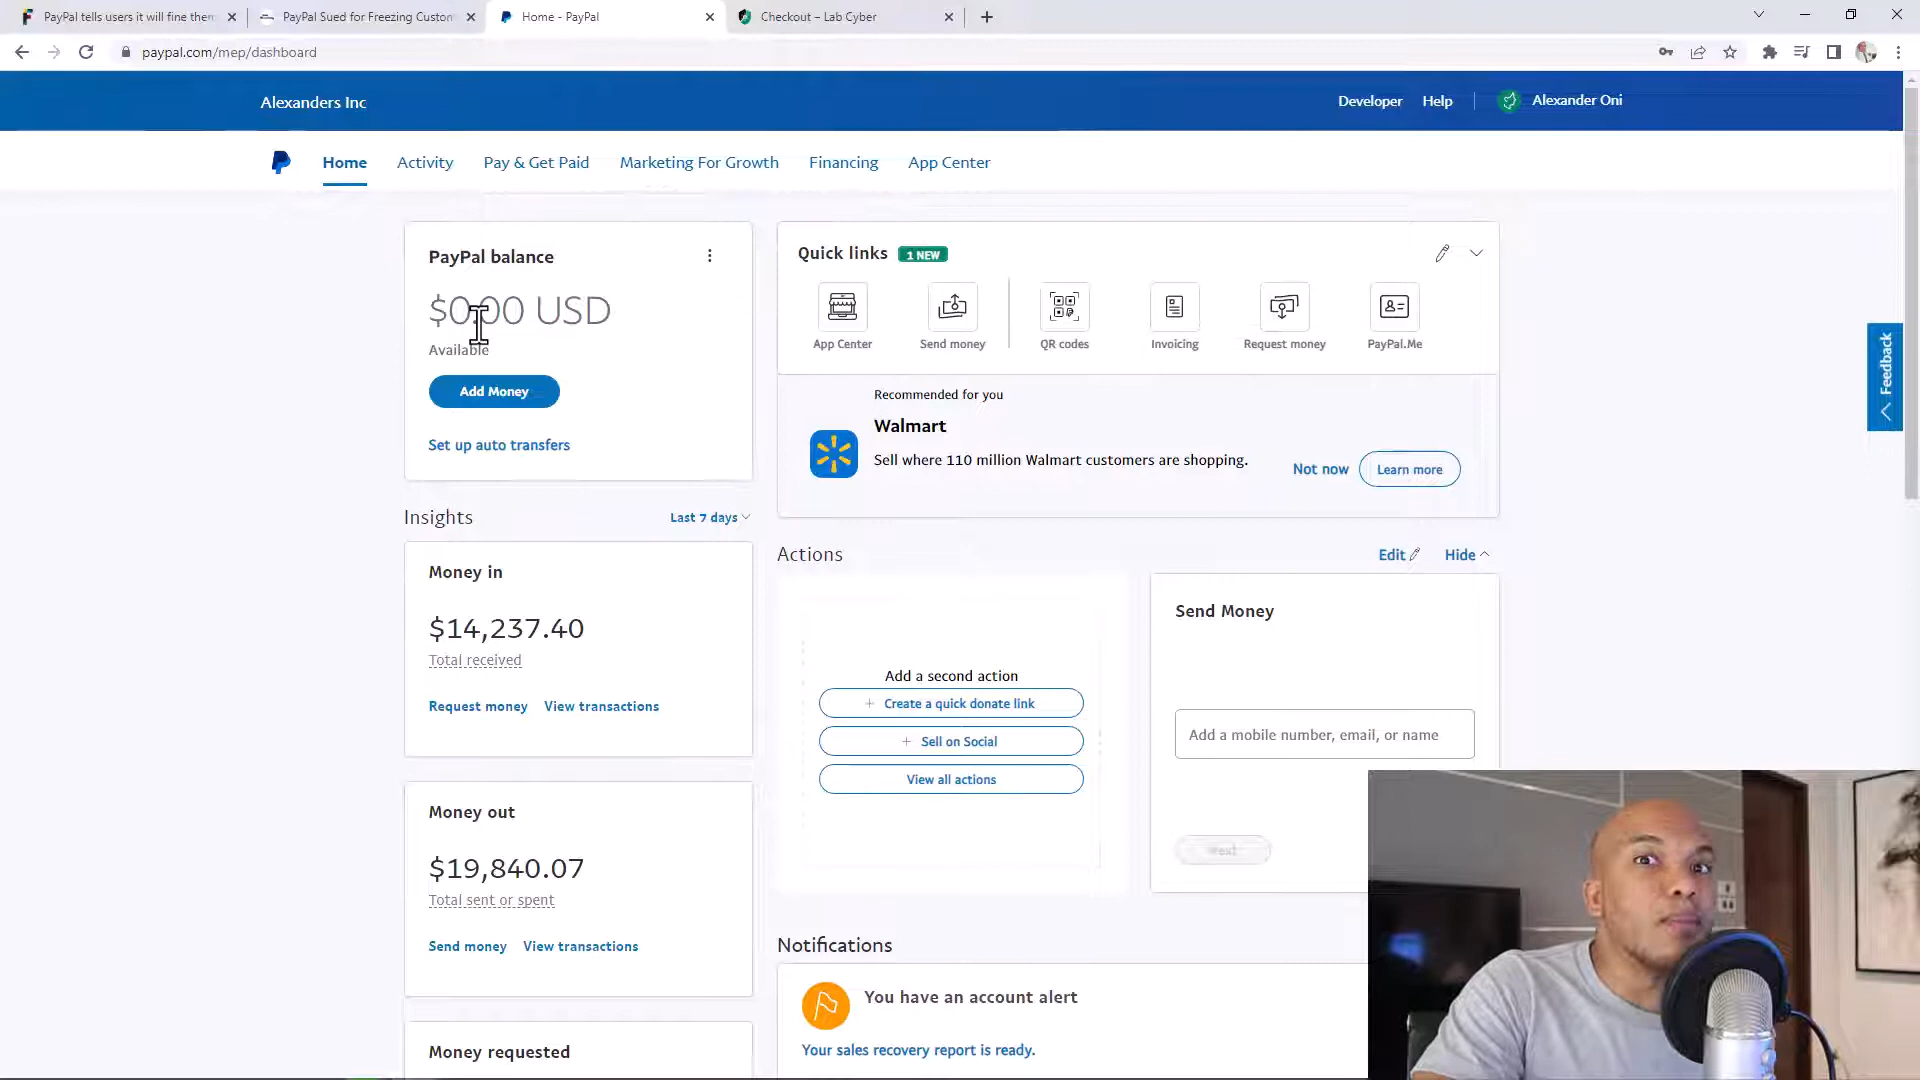 PayPal tells users it will fine then
PayPal Sued for Freezing Custom
Home - PayPal
Checkout – Lab Cyber
paypal.com/mep/dashboard
Alexanders Inc
Developer
Help
Alexander Oni
Home
Activity
Pay & Get Paid
Marketing For Growth
Financing
App Center
PayPal balance
$0.00 USD
Available
Add Money
Set up auto transfers
Quick links
1 NEW
App Center
Send money
QR codes
Invoicing
Request money
PayPal.Me
Recommended for you
Walmart
Sell where 110 million Walmart customers are shopping.
Not now
Learn more
Feedback
Insights
Last 7 days
Money in
$14,237.40
Total received
Request money
View transactions
Money out
$19,840.07
Total sent or spent
Send money
View transactions
Money requested
Actions
Edit
Hide
Add a second action
+ Create a quick donate link
+ Sell on Social
View all actions
Send Money
Add a mobile number, email, or name
Next
Notifications
You have an account alert
Your sales recovery report is ready.